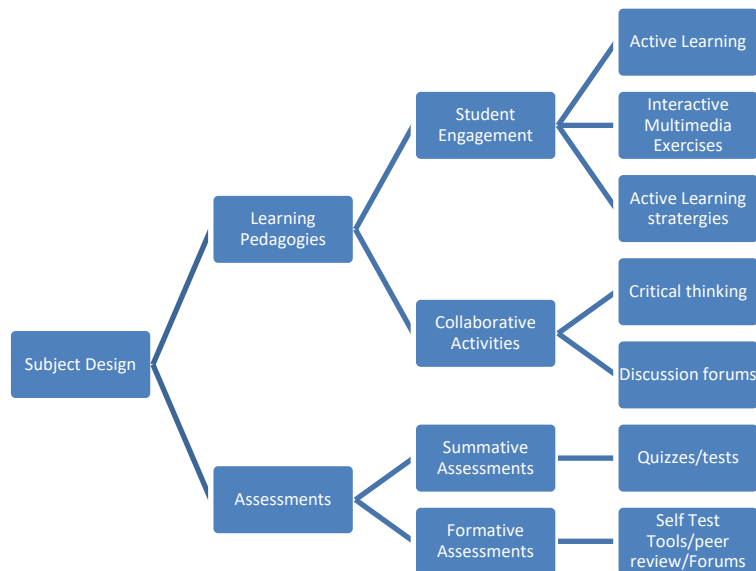 Active Learning
Student
Engagement
Interactive
Multimedia
Exercises
Learning
Pedagogies
Active Learning
stratergies
Critical thinking
Collaborative
Activities
Subject Design
Discussion forums
Summative
Assessments
Quizzes/tests
Assessments
Formative
Assessments
Self Test
Tools/peer
review/Forums